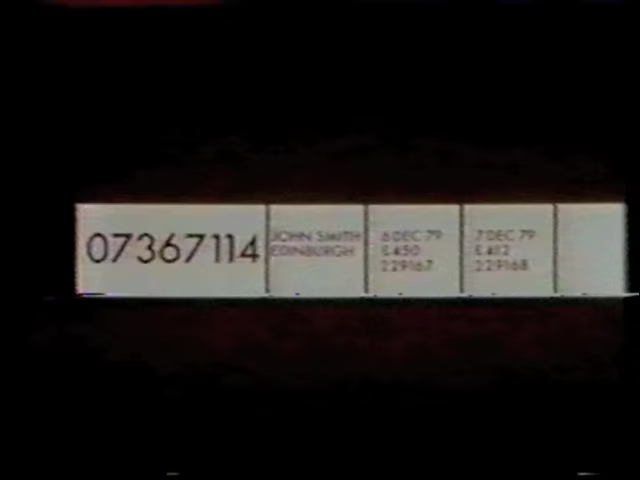 07367114
JOHN SMITH
EDINBURGH
6 DEC 79
£450
229167
7 DEC 79
£412
229168